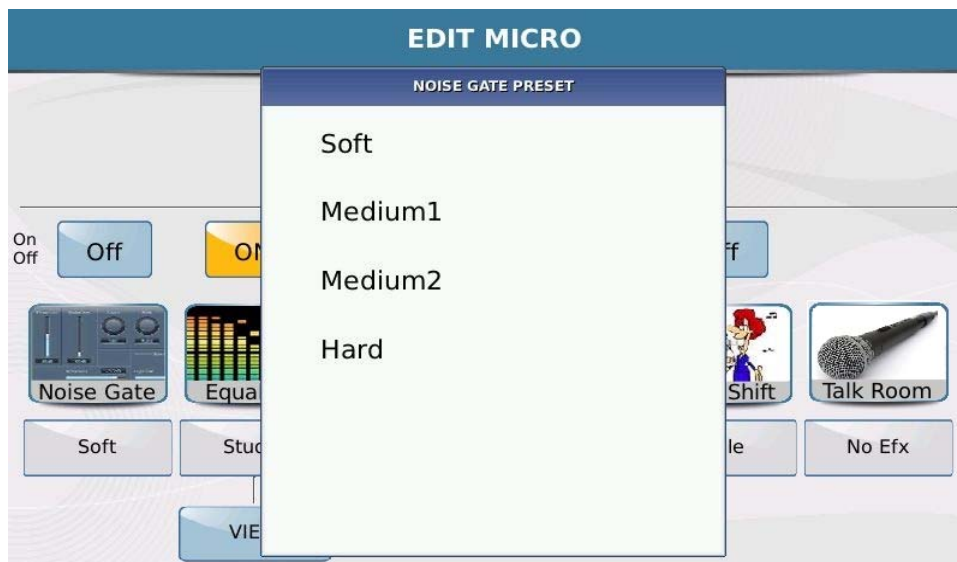 EDIT MICRO
NOISE GATE PRESET
Soft
Medium1
Medium2
Hard
On
Off
Off
ON
ff
Noise Gate
Equa
Shift
Talk Room
Soft
Stud
le
No Efx
VIE